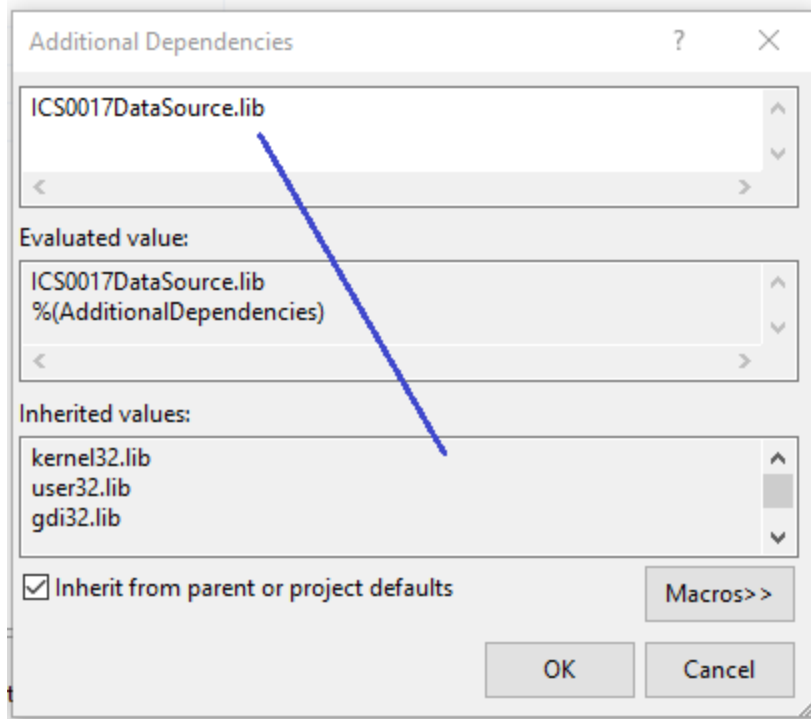 Additional Dependencies ?
ICS0017DataSource.lib
Evaluated value:
ICS0017DataSource.lib
%(AdditionalDependencies)
Inherited values:
kernel32.lib
user32.lib
gdi32.lib
Inherit from parent or project defaults
Macros>>
OK Cancel
t